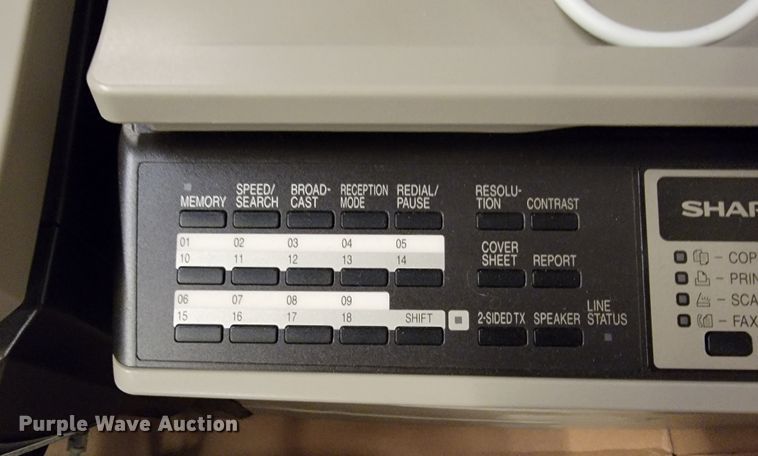 MEMORY
SPEED/
SEARCH
BROAD-
CAST
RECEPTION
MODE
REDIAL/
PAUSE
RESOLU-
TION
CONTRAST
01 02 03 04 05
10 11 12 13 14
COVER
SHEET
REPORT
06 07 08 09
15 16 17 18 SHIFT
2-SIDED TX
SPEAKER
LINE
STATUS
SHAR
- COP
- PRIN
- SCA
- FAX
Purple Wave Auction